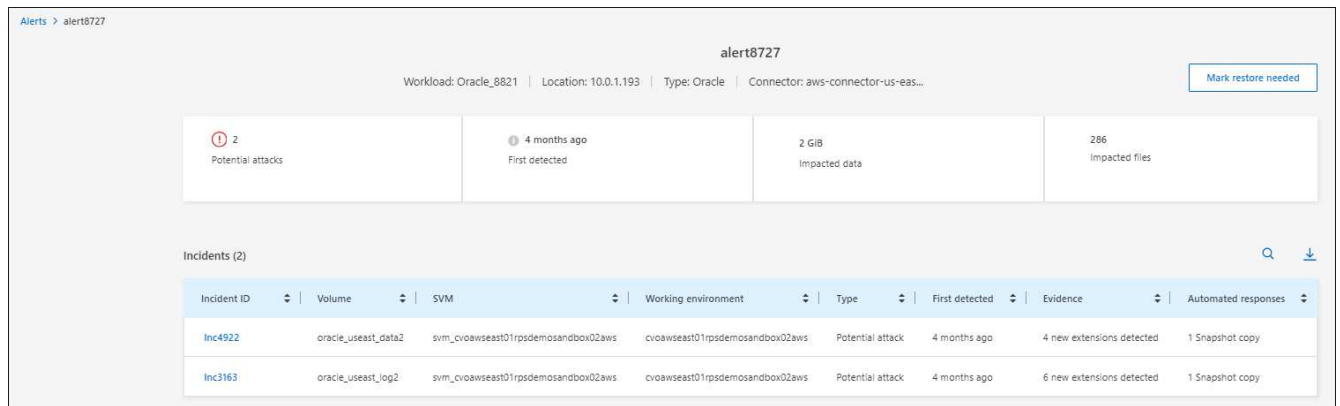 Alerts > alert8727
alert8727
Workload: Oracle_8821 | Location: 10.0.1.193 | Type: Oracle | Connector: aws-connector-us-eas...
Mark restore needed
2
Potential attacks
4 months ago
First detected
2 GiB
Impacted data
286
Impacted files
Incidents (2)
Incident ID | Volume | SVM | Working environment | Type | First detected | Evidence | Automated responses
Inc4922 oracle_useast_data2 svm_cvoawseast01rpsdemosandbox02aws cvoawseast01rpsdemosandbox02aws Potential attack 4 months ago 4 new extensions detected 1 Snapshot copy
Inc3163 oracle_useast_log2 svm_cvoawseast01rpsdemosandbox02aws cvoawseast01rpsdemosandbox02aws Potential attack 4 months ago 6 new extensions detected 1 Snapshot copy